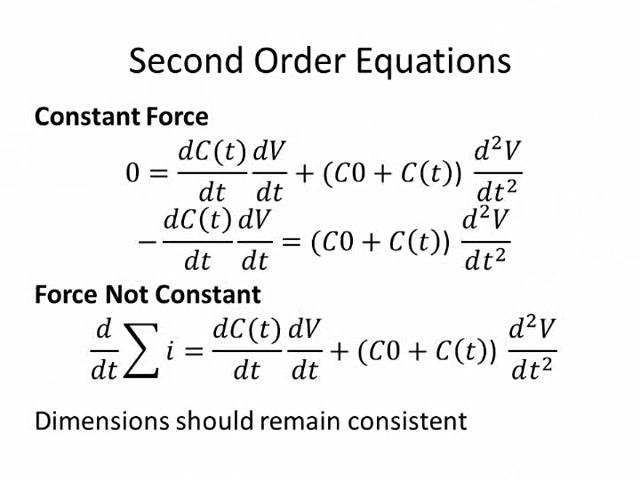 Second Order Equations
Constant Force
0 = dC(t)/dt dV/dt + (C0 + C(t)) d²V/dt²
− dC(t)/dt dV/dt = (C0 + C(t)) d²V/dt²
Force Not Constant
d/dt ∑ i = dC(t)/dt dV/dt + (C0 + C(t)) d²V/dt²
Dimensions should remain consistent